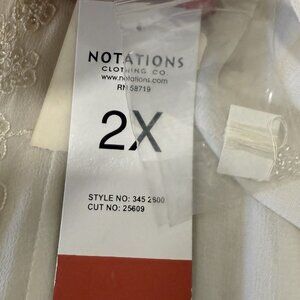 NOTATIONS
CLOTHING CO.
www.notations.com
RN 58719
2X
STYLE NO: 345 2600
CUT NO: 25609